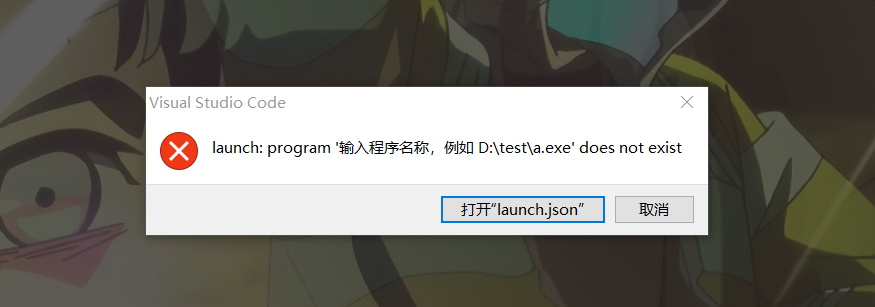 Visual Studio Code
launch: program '输入程序名称，例如 D:\test\a.exe' does not exist
打开“launch.json”
取消